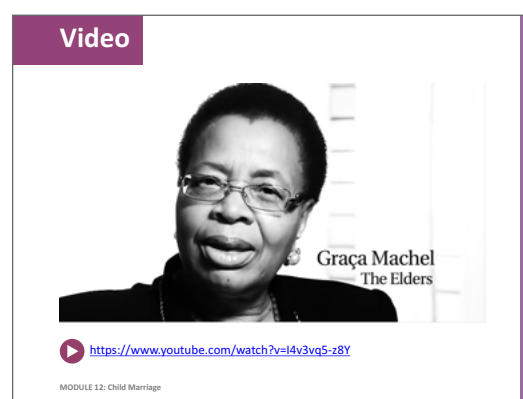 Video
Graça Machel
The Elders
https://www.youtube.com/watch?v=I4v3vq5-z8Y
MODULE 12: Child Marriage